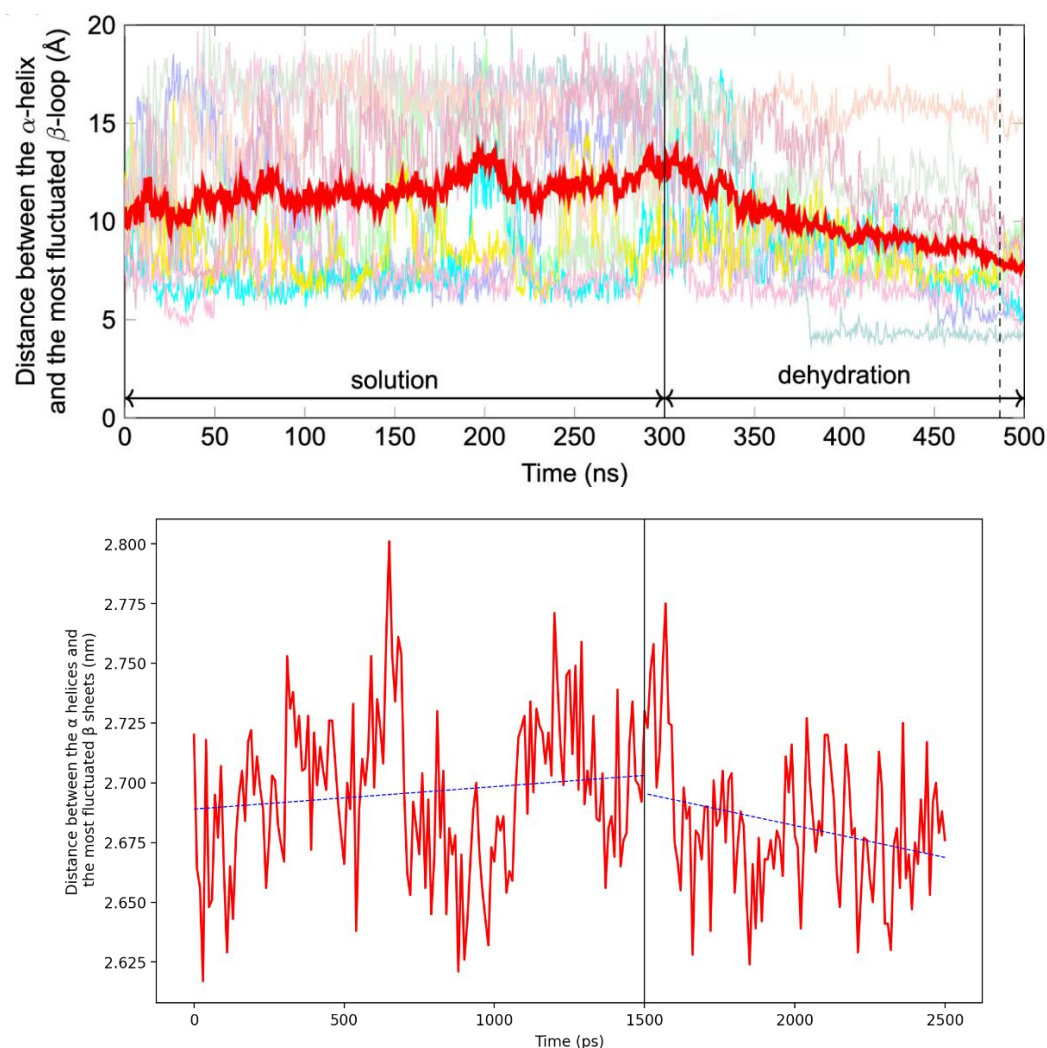 20
15
10
5
0
Distance between the α-helix
and the most fluctuated β-loop (Å)
solution
dehydration
0 50 100 150 200 250 300 350 400 450 500
Time (ns)
2.800
2.775
2.750
2.725
2.700
2.675
2.650
2.625
Distance between the α helices and
the most fluctuated β sheets (nm)
0 500 1000 1500 2000 2500
Time (ps)